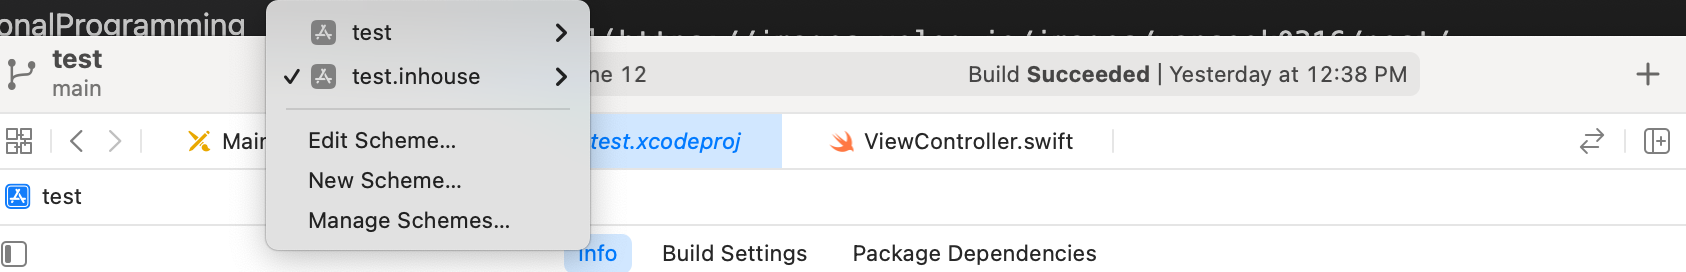 onalProgramming
test
main
test
test.inhouse
Edit Scheme...
New Scheme...
Manage Schemes...
ne 12
Build Succeeded | Yesterday at 12:38 PM
Main
test.xcodeproj
ViewController.swift
test
Info
Build Settings
Package Dependencies